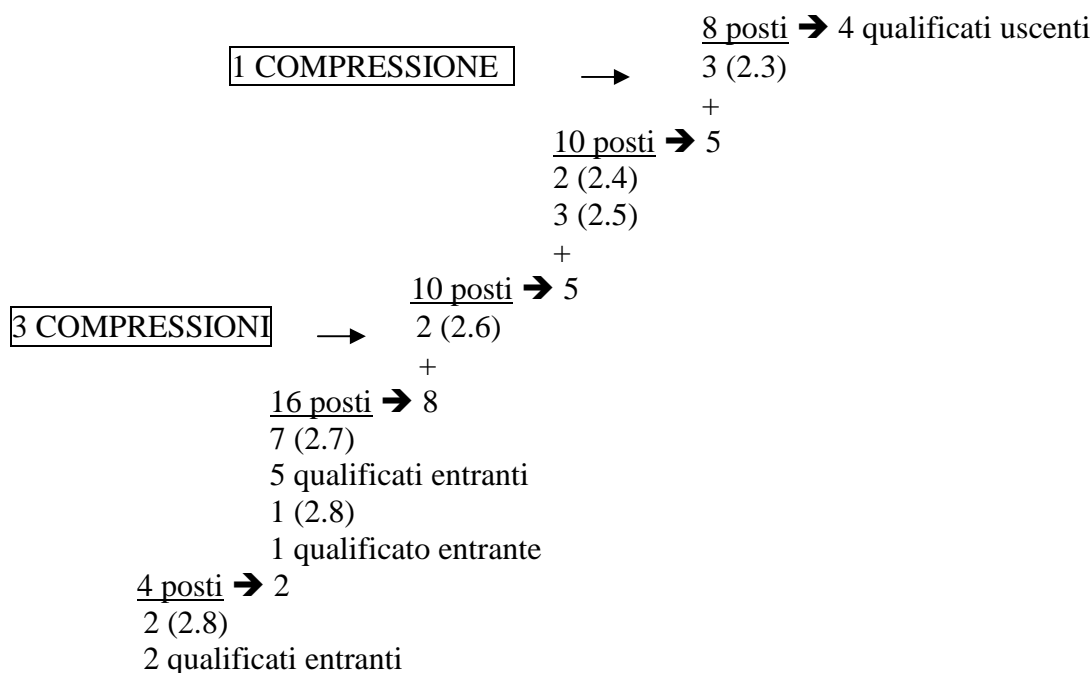 8 posti ➔ 4 qualificati uscenti
1 COMPRESSIONE → 3 (2.3)
+
10 posti ➔ 5
2 (2.4)
3 (2.5)
+
10 posti ➔ 5
3 COMPRESSIONI → 2 (2.6)
+
16 posti ➔ 8
7 (2.7)
5 qualificati entranti
1 (2.8)
1 qualificato entrante
4 posti ➔ 2
2 (2.8)
2 qualificati entranti